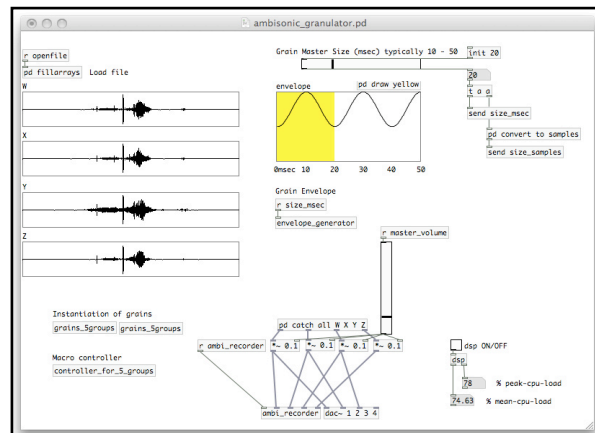 ambisonic_granulator.pd
r openfile
pd fillarrays Load file
W
X
Y
Z
Grain Master Size (msec) typically 10 - 50
init 20
20
t a a
send size_msec
pd convert to samples
send size_samples
envelope
pd draw yellow
0msec 10 20 30 40 50
Grain Envelope
r size_msec
envelope_generator
r master_volume
Instantiation of grains
grains_5groups grains_5groups
Macro controller
controller_for_5_groups
pd catch all W X Y Z
r ambi_recorder *~ 0.1 *~ 0.1 *~ 0.1 *~ 0.1
ambi_recorder dac~ 1 2 3 4
dsp ON/OFF
dsp
78 % peak-cpu-load
74.63 % mean-cpu-load